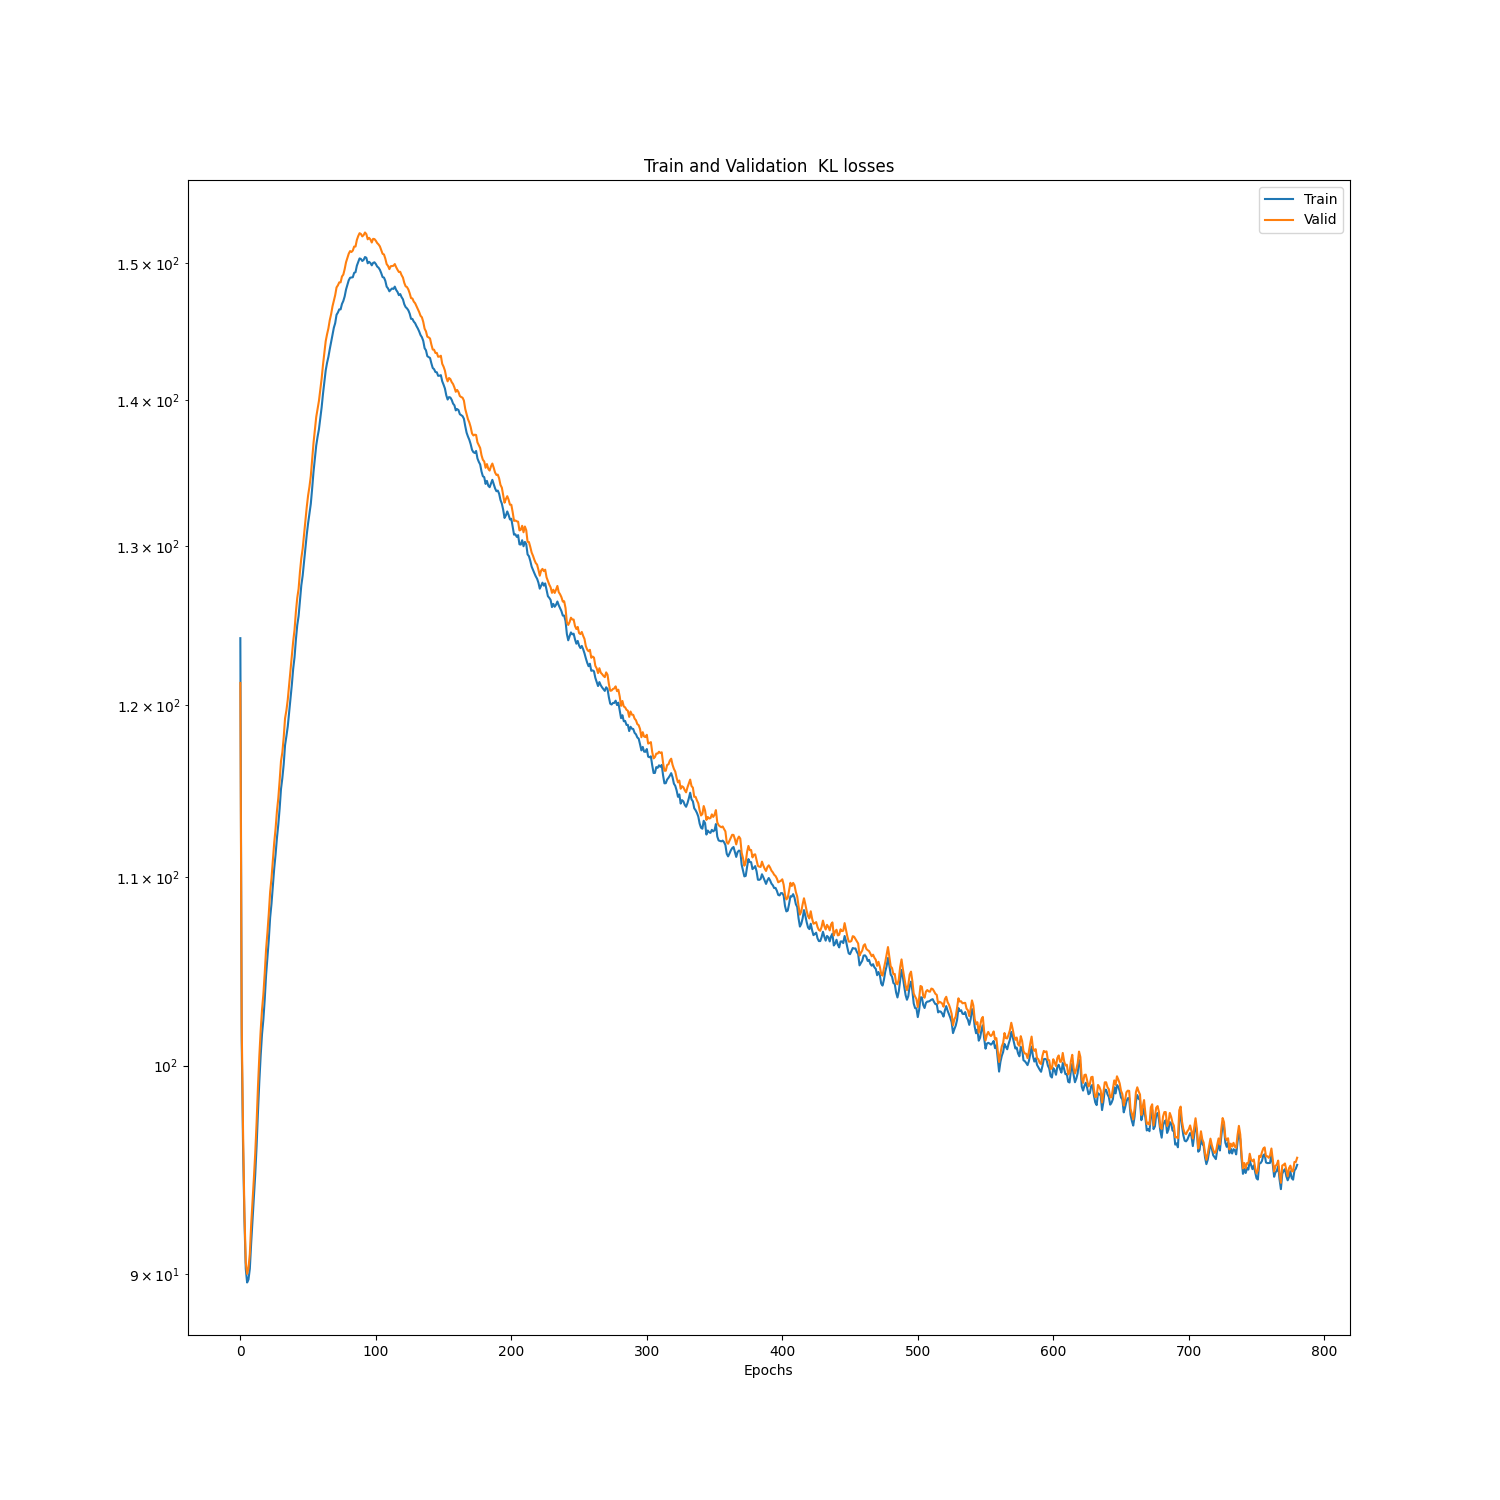 Train and Validation  KL losses
Train
Valid
1.5 × 10²
1.4 × 10²
1.3 × 10²
1.2 × 10²
1.1 × 10²
10²
9 × 10¹
0 100 200 300 400 500 600 700 800
Epochs